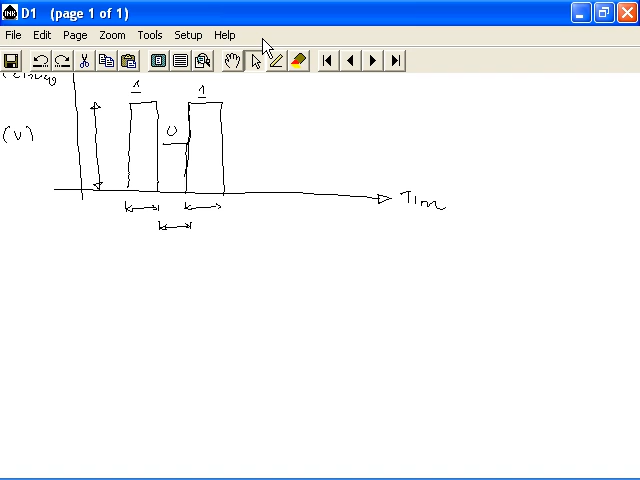 D1 (page 1 of 1)
File Edit Page Zoom Tools Setup Help
1 1
0
(V)
Time